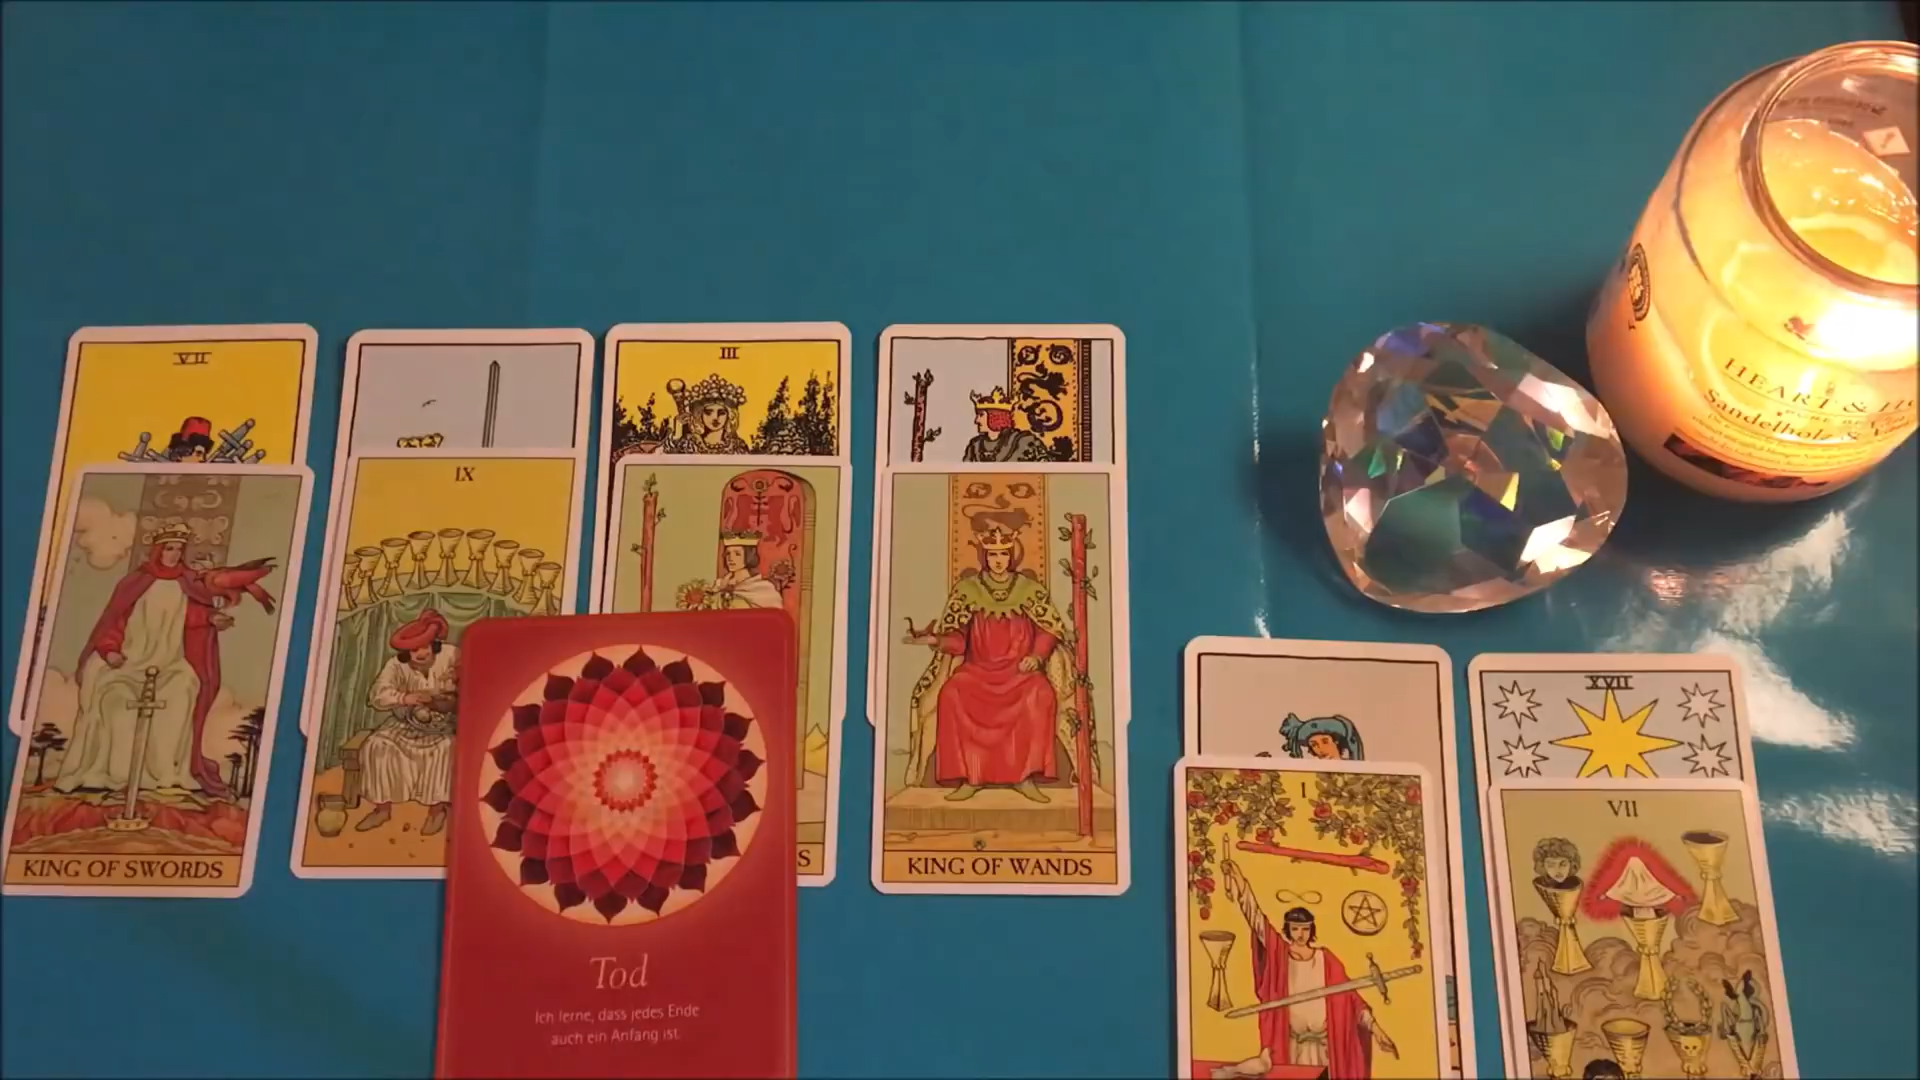 VII
III
IX
KING OF SWORDS
S
KING OF WANDS
Tod
Ich lerne, dass jedes Ende
auch ein Anfang ist.
I
XVII
VII
HEART &
Sandelholz &